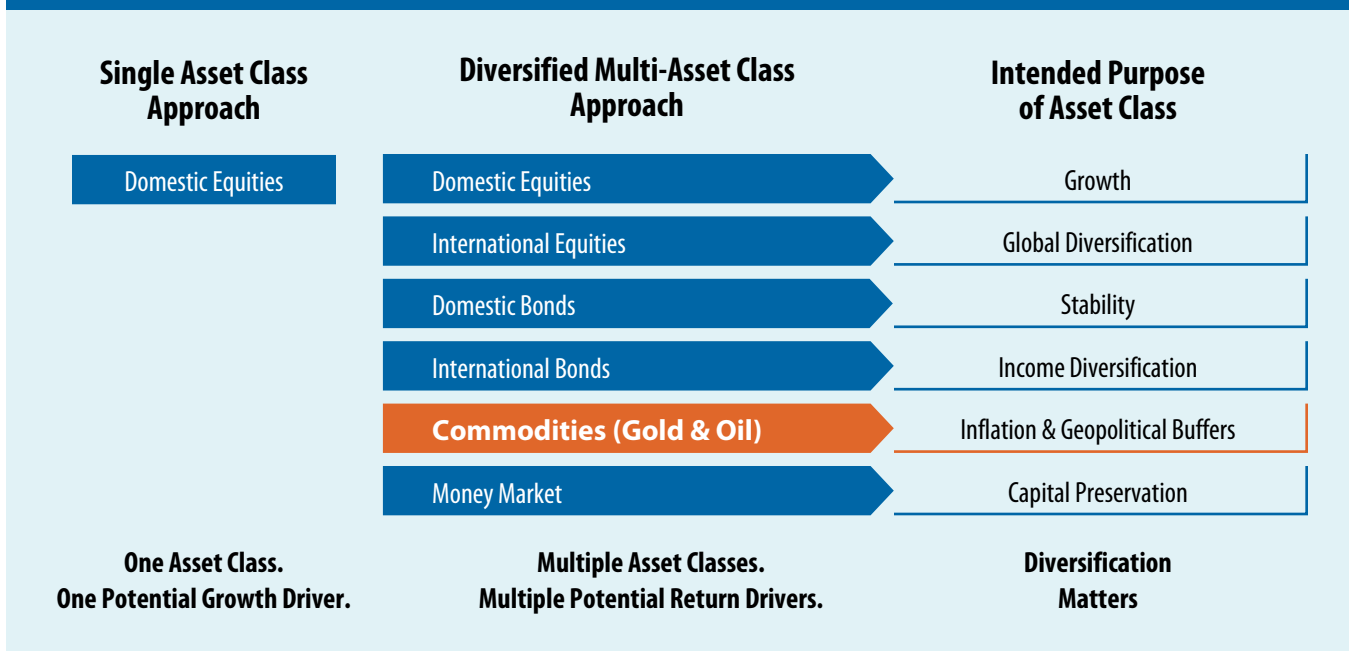 Single Asset Class
Approach
Diversified Multi-Asset Class
Approach
Intended Purpose
of Asset Class
Domestic Equities
Domestic Equities
Growth
International Equities
Global Diversification
Domestic Bonds
Stability
International Bonds
Income Diversification
Commodities (Gold & Oil)
Inflation & Geopolitical Buffers
Money Market
Capital Preservation
One Asset Class.
One Potential Growth Driver.
Multiple Asset Classes.
Multiple Potential Return Drivers.
Diversification
Matters